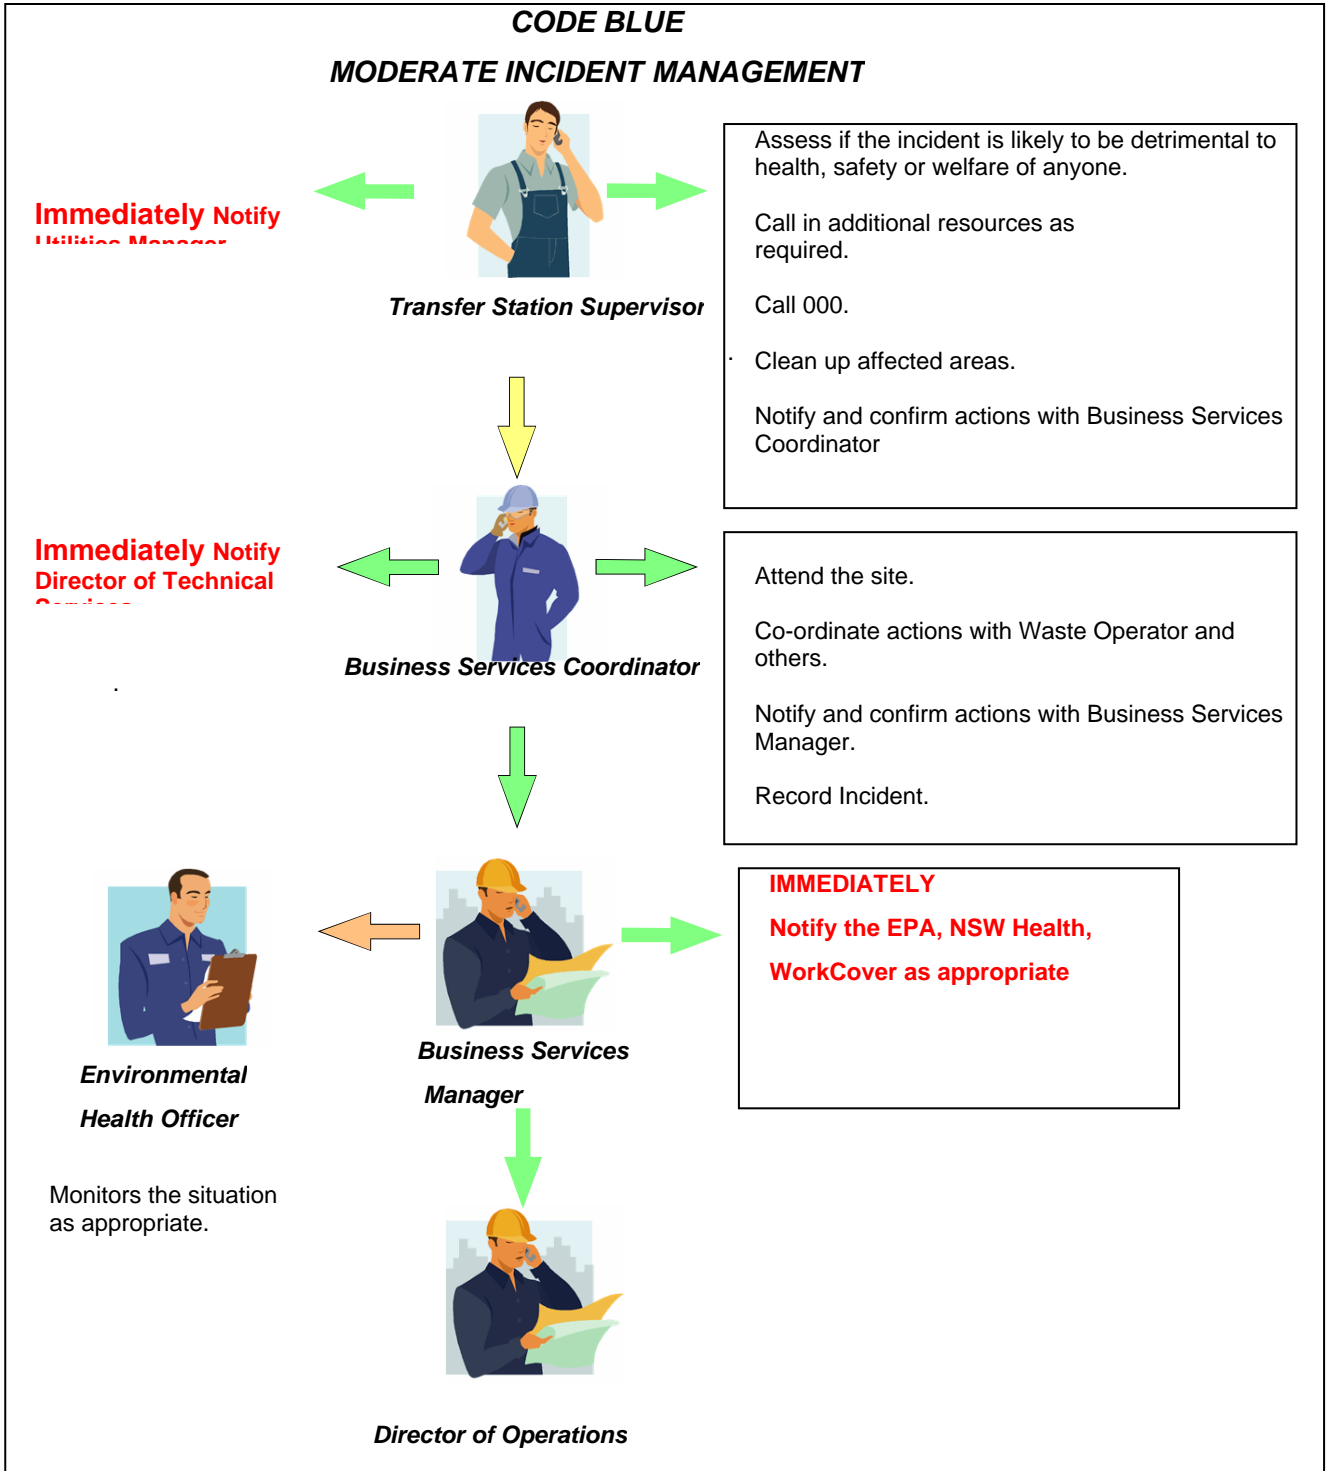 CODE BLUE
MODERATE INCIDENT MANAGEMENT
Immediately Notify
Utilities Manager
Transfer Station Supervisor
Assess if the incident is likely to be detrimental to
health, safety or welfare of anyone.
Call in additional resources as
required.
Call 000.
.
Clean up affected areas.
Notify and confirm actions with Business Services
Coordinator
Immediately Notify
Director of Technical
Services
.
Business Services Coordinator
Attend the site.
Co-ordinate actions with Waste Operator and
others.
Notify and confirm actions with Business Services
Manager.
Record Incident.
Environmental
Health Officer
Monitors the situation
as appropriate.
Business Services
Manager
IMMEDIATELY
Notify the EPA, NSW Health,
WorkCover as appropriate
Director of Operations